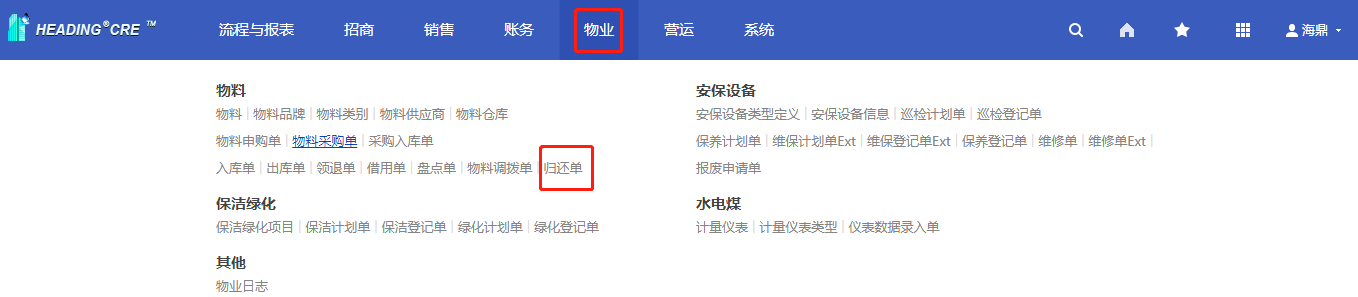 HEADING®CRE ™ 流程与报表 招商 销售 账务 物业 营运 系统 海鼎
物料
物料 | 物料品牌 | 物料类别 | 物料供应商 | 物料仓库
物料申购单 | 物料采购单 | 采购入库单
入库单 | 出库单 | 领退单 | 借用单 | 盘点单 | 物料调拨单 | 归还单
保洁绿化
保洁绿化项目 | 保洁计划单 | 保洁登记单 | 绿化计划单 | 绿化登记单
其他
物业日志
安保设备
安保设备类型定义 | 安保设备信息 | 巡检计划单 | 巡检登记单
保养计划单 | 维保计划单Ext | 维保登记单Ext | 保养登记单 | 维修单 | 维修单Ext |
报废申请单
水电煤
计量仪表 | 计量仪表类型 | 仪表数据录入单